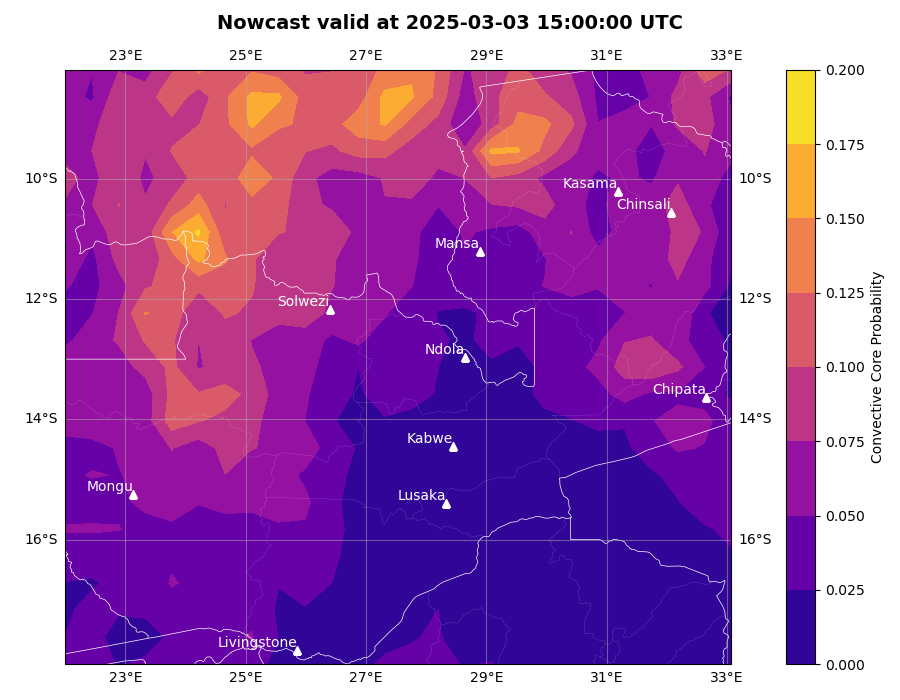 Nowcast valid at 2025-03-03 15:00:00 UTC
23°E 25°E 27°E 29°E 31°E 33°E
0.200
0.175
0.150
0.125
0.100
0.075
0.050
0.025
0.000
Convective Core Probability
10°S 10°S
12°S 12°S
14°S 14°S
16°S 16°S
Kasama
Chinsali
Mansa
Solwezi
Ndola
Chipata
Kabwe
Mongu
Lusaka
Livingstone
23°E 25°E 27°E 29°E 31°E 33°E